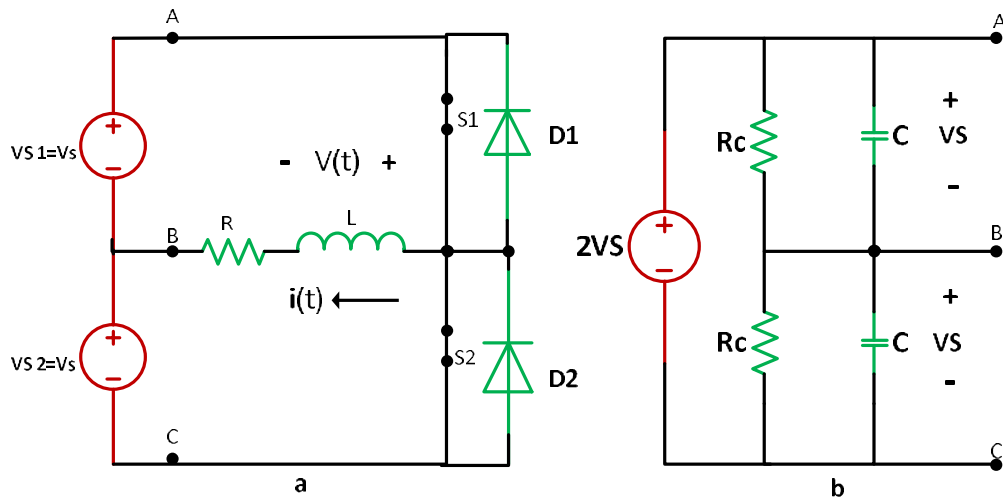 A
VS 1=Vs
S1
D1
- V(t) +
B
R
L
i(t)
VS 2=Vs
S2
D2
C
a
A
Rc
C
+
VS
-
2VS
B
Rc
C
+
VS
-
C
b